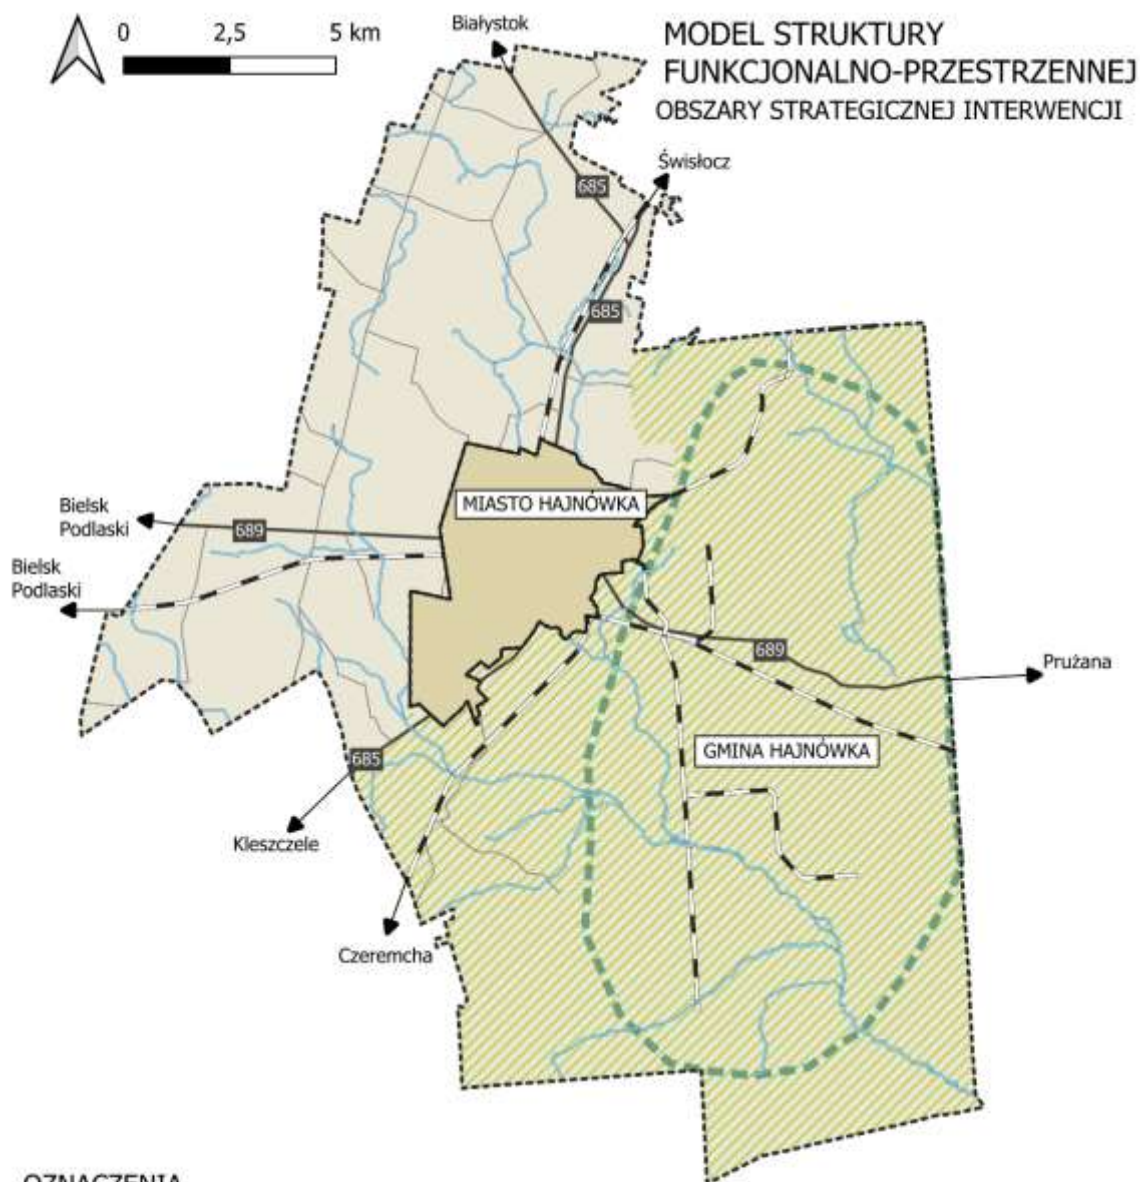 0 2,5 5 km
Białystok
MODEL STRUKTURY
FUNKCJONALNO-PRZESTRZENNEJ
OBSZARY STRATEGICZNEJ INTERWENCJI
Świsłocz
685
685
MIASTO HAJNÓWKA
Bielsk
Podlaski
689
Bielsk
Podlaski
689
Prużana
GMINA HAJNÓWKA
685
Kleszczele
Czeremcha
OZNACZENIA